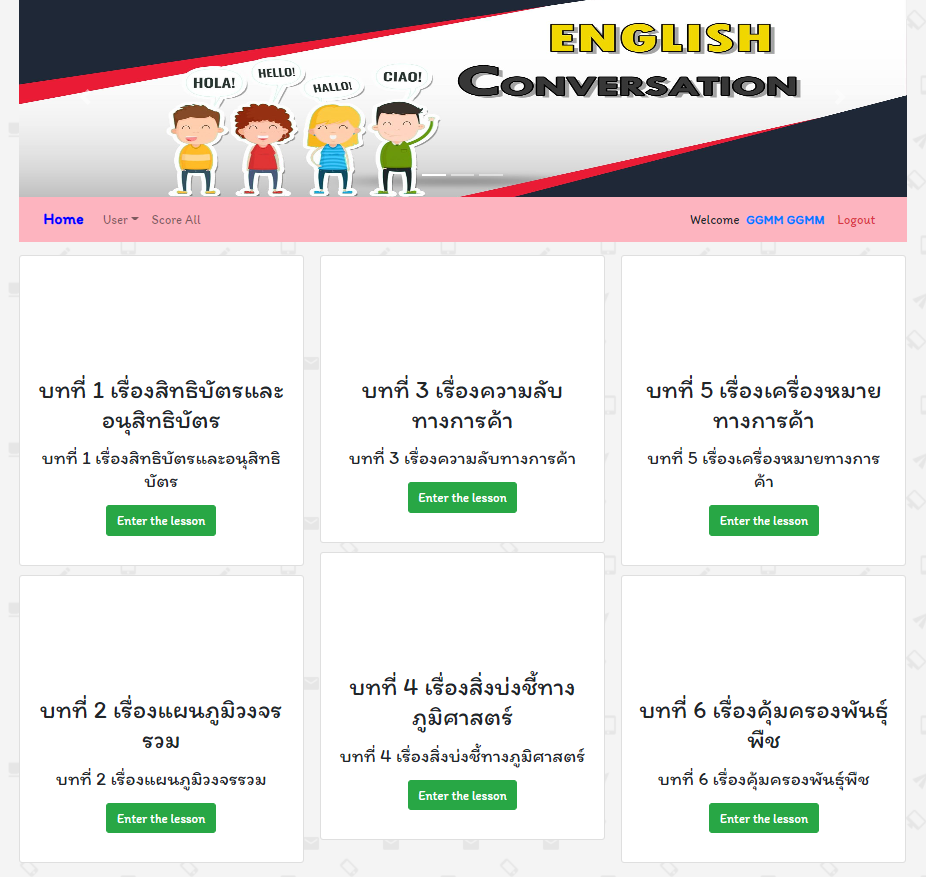 HOLA!
HELLO!
HALLO!
CIAO!
ENGLISH
CONVERSATION
Home User Score All Welcome GGMM GGMM Logout
บทที่ 1 เรื่องสิทธิบัตรและ
อนุสิทธิบัตร
บทที่ 1 เรื่องสิทธิบัตรและอนุสิทธิ
บัตร
Enter the lesson
บทที่ 2 เรื่องแผนภูมิวงจร
รวม
บทที่ 2 เรื่องแผนภูมิวงจรรวม
Enter the lesson
บทที่ 3 เรื่องความลับ
ทางการค้า
บทที่ 3 เรื่องความลับทางการค้า
Enter the lesson
บทที่ 4 เรื่องสิ่งบ่งชี้ทาง
ภูมิศาสตร์
บทที่ 4 เรื่องสิ่งบ่งชี้ทางภูมิศาสตร์
Enter the lesson
บทที่ 5 เรื่องเครื่องหมาย
ทางการค้า
บทที่ 5 เรื่องเครื่องหมายทางการ
ค้า
Enter the lesson
บทที่ 6 เรื่องคุ้มครองพันธุ์
พืช
บทที่ 6 เรื่องคุ้มครองพันธุ์พืช
Enter the lesson